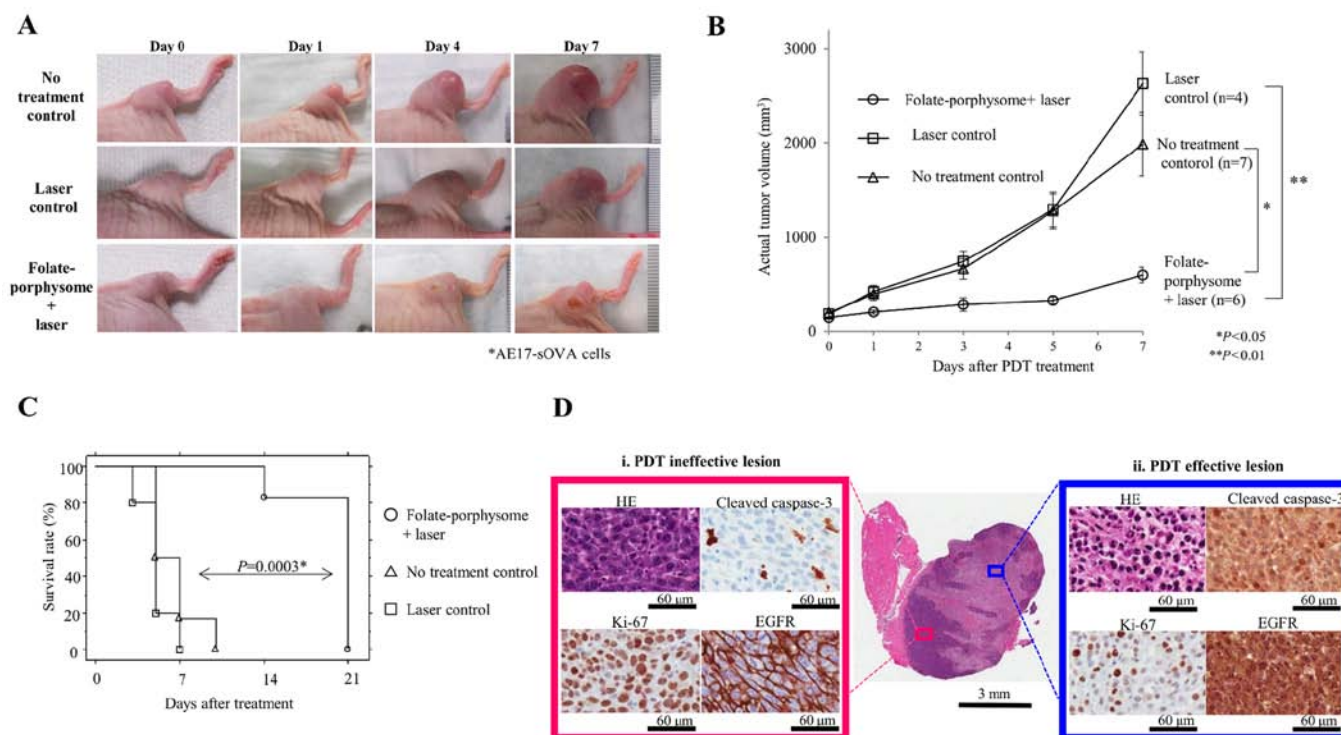 A
Day 0 Day 1 Day 4 Day 7
No
treatment
control
Laser
control
Folate-
porphysome
+
laser
*AE17-sOVA cells
B
Actual tumor volume (mm³)
3000
2000
1000
0
0 1 3 5 7
Days after PDT treatment
Folate-porphysome+ laser
Laser control
No treatment control
Laser
control (n=4)
No treatment
contorol (n=7)
Folate-
porphysome
+ laser (n=6)
*
**
*P<0.05
**P<0.01
C
Survival rate (%)
100
80
60
40
20
0
0 7 14 21
Days after treatment
P=0.0003*
Folate-porphysome
+ laser
No treatment control
Laser control
D
i. PDT ineffective lesion
HE Cleaved caspase-3
60 µm 60 µm
Ki-67 EGFR
60 µm 60 µm
3 mm
ii. PDT effective lesion
HE Cleaved caspase-3
60 µm 60 µm
Ki-67 EGFR
60 µm 60 µm